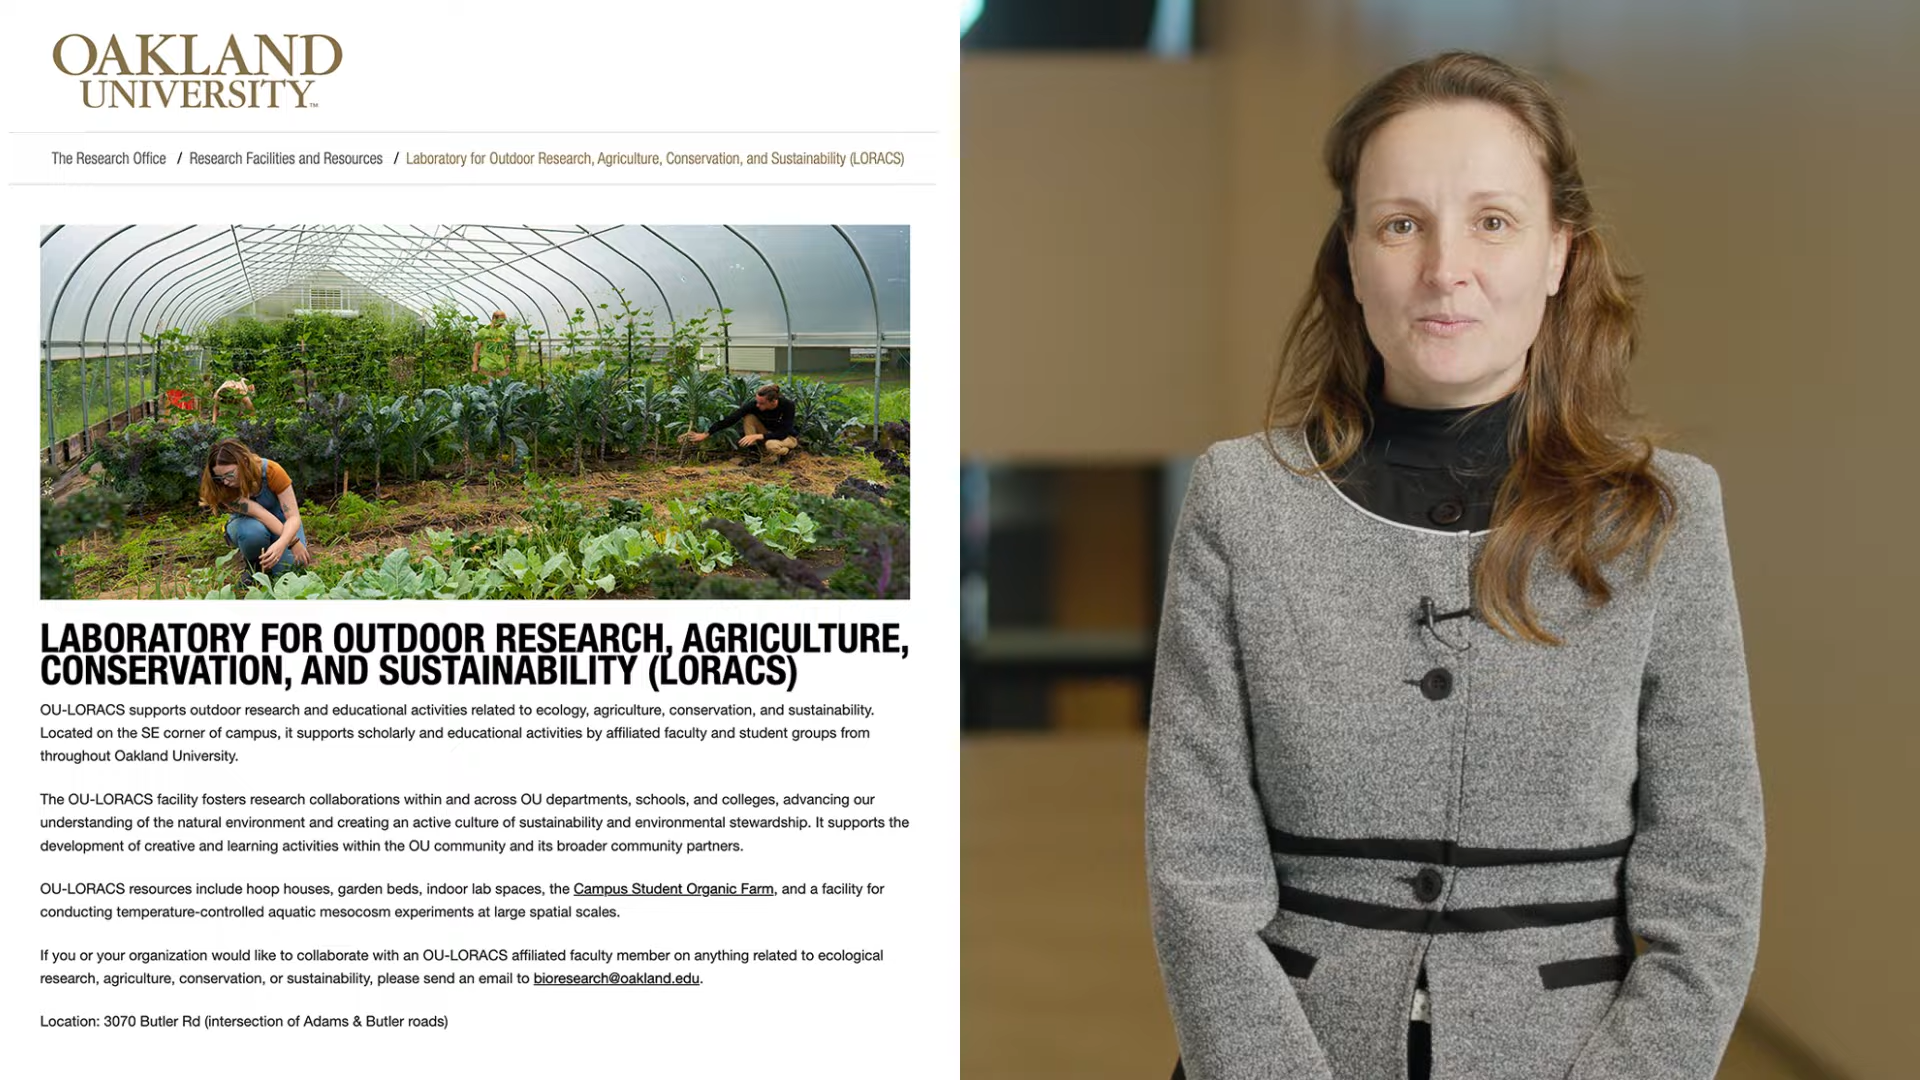 OAKLAND
UNIVERSITY™
The Research Office / Research Facilities and Resources / Laboratory for Outdoor Research, Agriculture, Conservation, and Sustainability (LORACS)
LABORATORY FOR OUTDOOR RESEARCH, AGRICULTURE,
CONSERVATION, AND SUSTAINABILITY (LORACS)
OU-LORACS supports outdoor research and educational activities related to ecology, agriculture, conservation, and sustainability.
Located on the SE corner of campus, it supports scholarly and educational activities by affiliated faculty and student groups from
throughout Oakland University.
The OU-LORACS facility fosters research collaborations within and across OU departments, schools, and colleges, advancing our
understanding of the natural environment and creating an active culture of sustainability and environmental stewardship. It supports the
development of creative and learning activities within the OU community and its broader community partners.
OU-LORACS resources include hoop houses, garden beds, indoor lab spaces, the Campus Student Organic Farm, and a facility for
conducting temperature-controlled aquatic mesocosm experiments at large spatial scales.
If you or your organization would like to collaborate with an OU-LORACS affiliated faculty member on anything related to ecological
research, agriculture, conservation, or sustainability, please send an email to bioresearch@oakland.edu.
Location: 3070 Butler Rd (intersection of Adams & Butler roads)